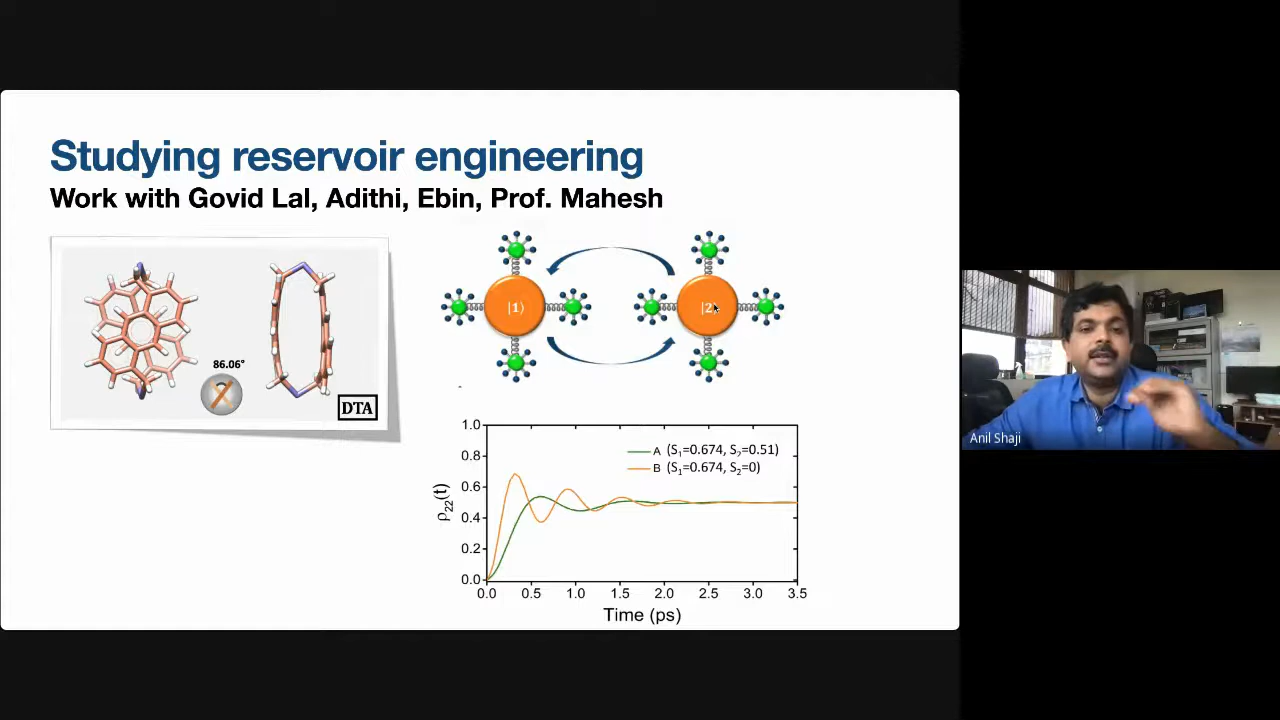 Studying reservoir engineering
Work with Govid Lal, Adithi, Ebin, Prof. Mahesh
86.06°
DTA
|1⟩
|2
1.0
0.8
0.6
0.4
0.2
0.0
ρ22(t)
A (S1=0.674, S2=0.51)
B (S1=0.674, S2=0)
0.0 0.5 1.0 1.5 2.0 2.5 3.0 3.5
Time (ps)
Anil Shaji